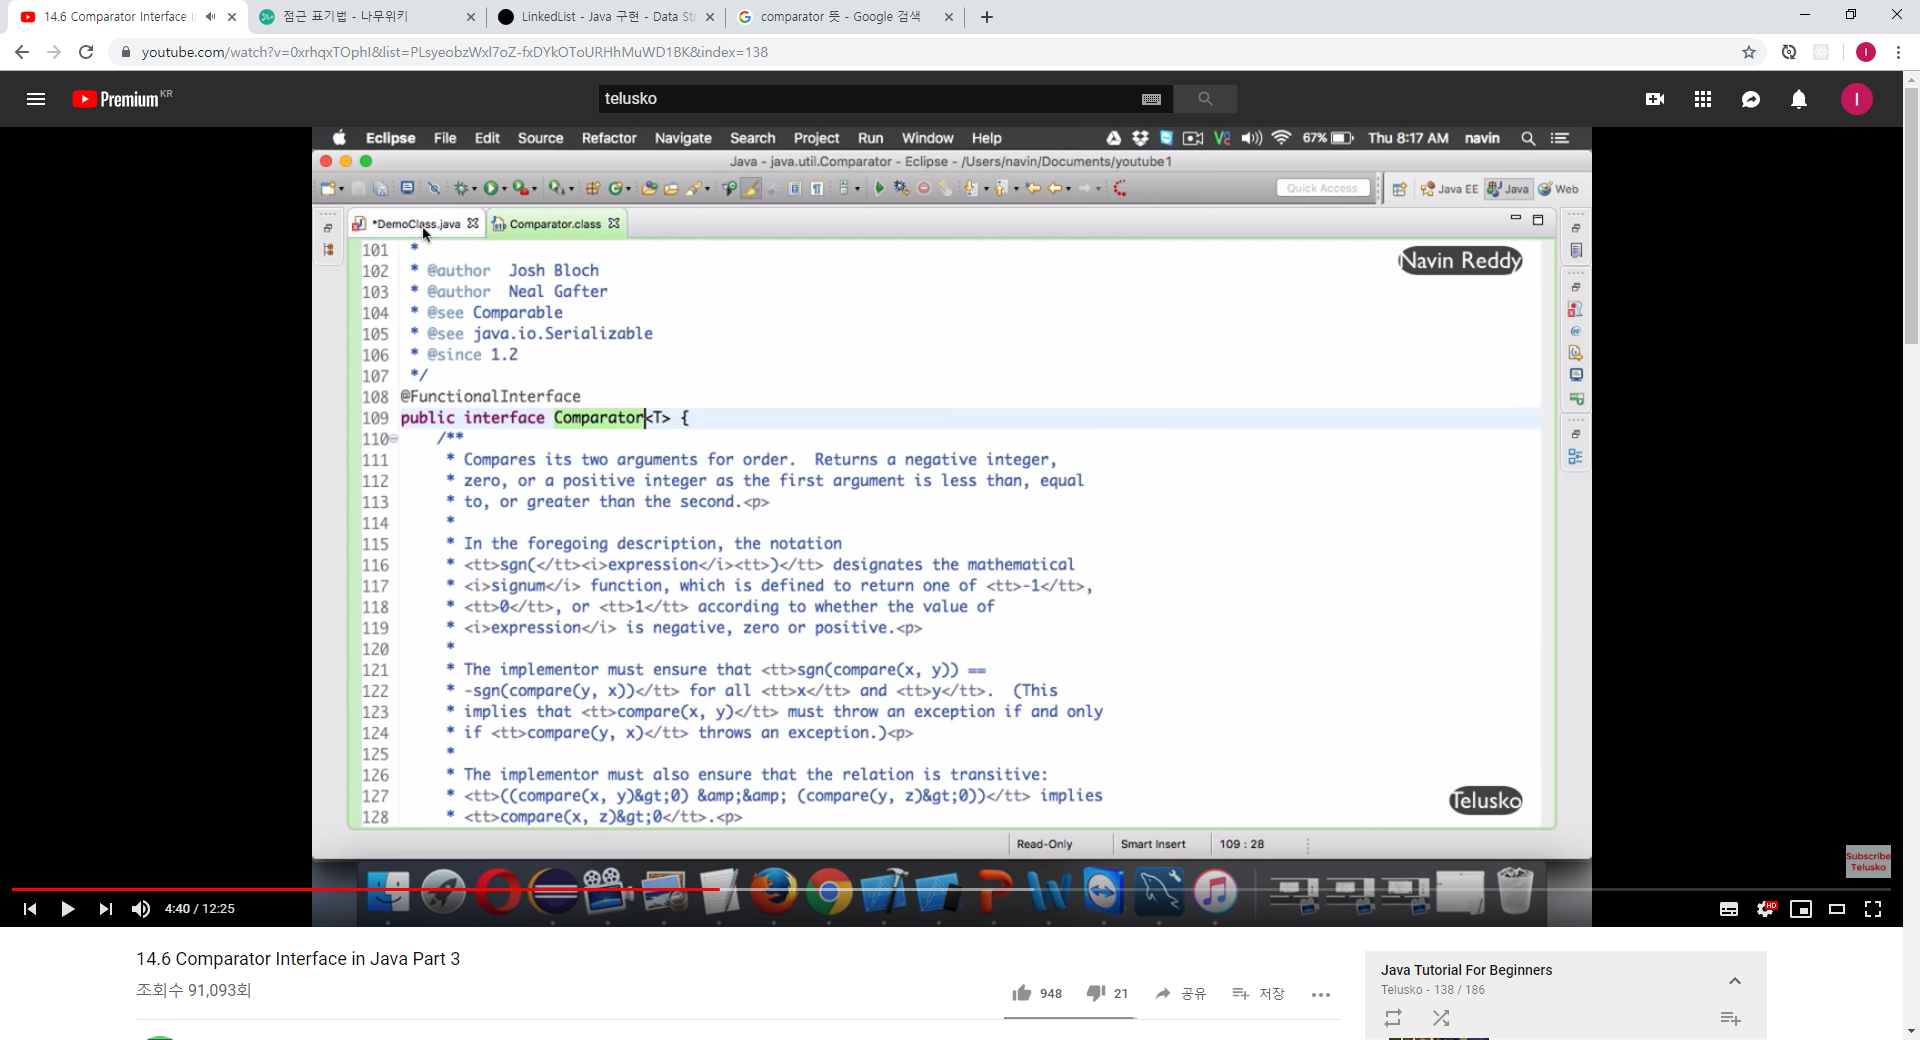 14.6 Comparator Interface i
점근 표기법 - 나무위키
LinkedList - Java 구현 - Data St
comparator 뜻 - Google 검색
youtube.com/watch?v=0xrhqxTOphI&list=PLsyeobzWxl7oZ-fxDYkOToURHhMuWD1BK&index=138
I
Premium KR
telusko
I
Eclipse File Edit Source Refactor Navigate Search Project Run Window Help
67% Thu 8:17 AM navin
Java - java.util.Comparator - Eclipse - /Users/navin/Documents/youtube1
Quick Access
Java EE Java Web
*DemoClass.java Comparator.class
Navin Reddy
101 *
102 * @author Josh Bloch
103 * @author Neal Gafter
104 * @see Comparable
105 * @see java.io.Serializable
106 * @since 1.2
107 */
108 @FunctionalInterface
109 public interface Comparator<T> {
110 /**
111 * Compares its two arguments for order. Returns a negative integer,
112 * zero, or a positive integer as the first argument is less than, equal
113 * to, or greater than the second.<p>
114 *
115 * In the foregoing description, the notation
116 * <tt>sgn(</tt><i>expression</i><tt>)</tt> designates the mathematical
117 * <i>signum</i> function, which is defined to return one of <tt>-1</tt>,
118 * <tt>0</tt>, or <tt>1</tt> according to whether the value of
119 * <i>expression</i> is negative, zero or positive.<p>
120 *
121 * The implementor must ensure that <tt>sgn(compare(x, y)) ==
122 * -sgn(compare(y, x))</tt> for all <tt>x</tt> and <tt>y</tt>. (This
123 * implies that <tt>compare(x, y)</tt> must throw an exception if and only
124 * if <tt>compare(y, x)</tt> throws an exception.)<p>
125 *
126 * The implementor must also ensure that the relation is transitive:
127 * <tt>((compare(x, y)&gt;0) &amp;&amp; (compare(y, z)&gt;0))</tt> implies
128 * <tt>compare(x, z)&gt;0</tt>.<p>
Telusko
Read-Only Smart Insert 109 : 28
Subscribe
Telusko
4:40 / 12:25
HD
14.6 Comparator Interface in Java Part 3
조회수 91,093회
948 21 공유 저장
Java Tutorial For Beginners
Telusko - 138 / 186